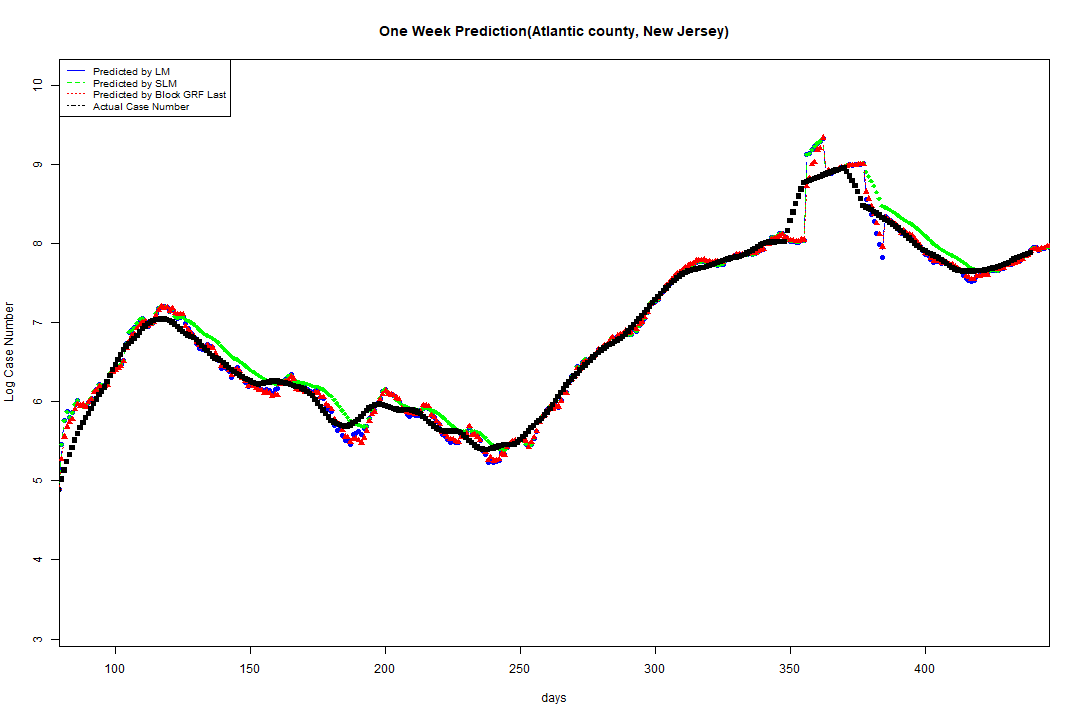 One Week Prediction(Atlantic county, New Jersey)
Predicted by LM
Predicted by SLM
Predicted by Block GRF Last
Actual Case Number
10
9
8
7
6
5
4
3
Log Case Number
100 150 200 250 300 350 400
days